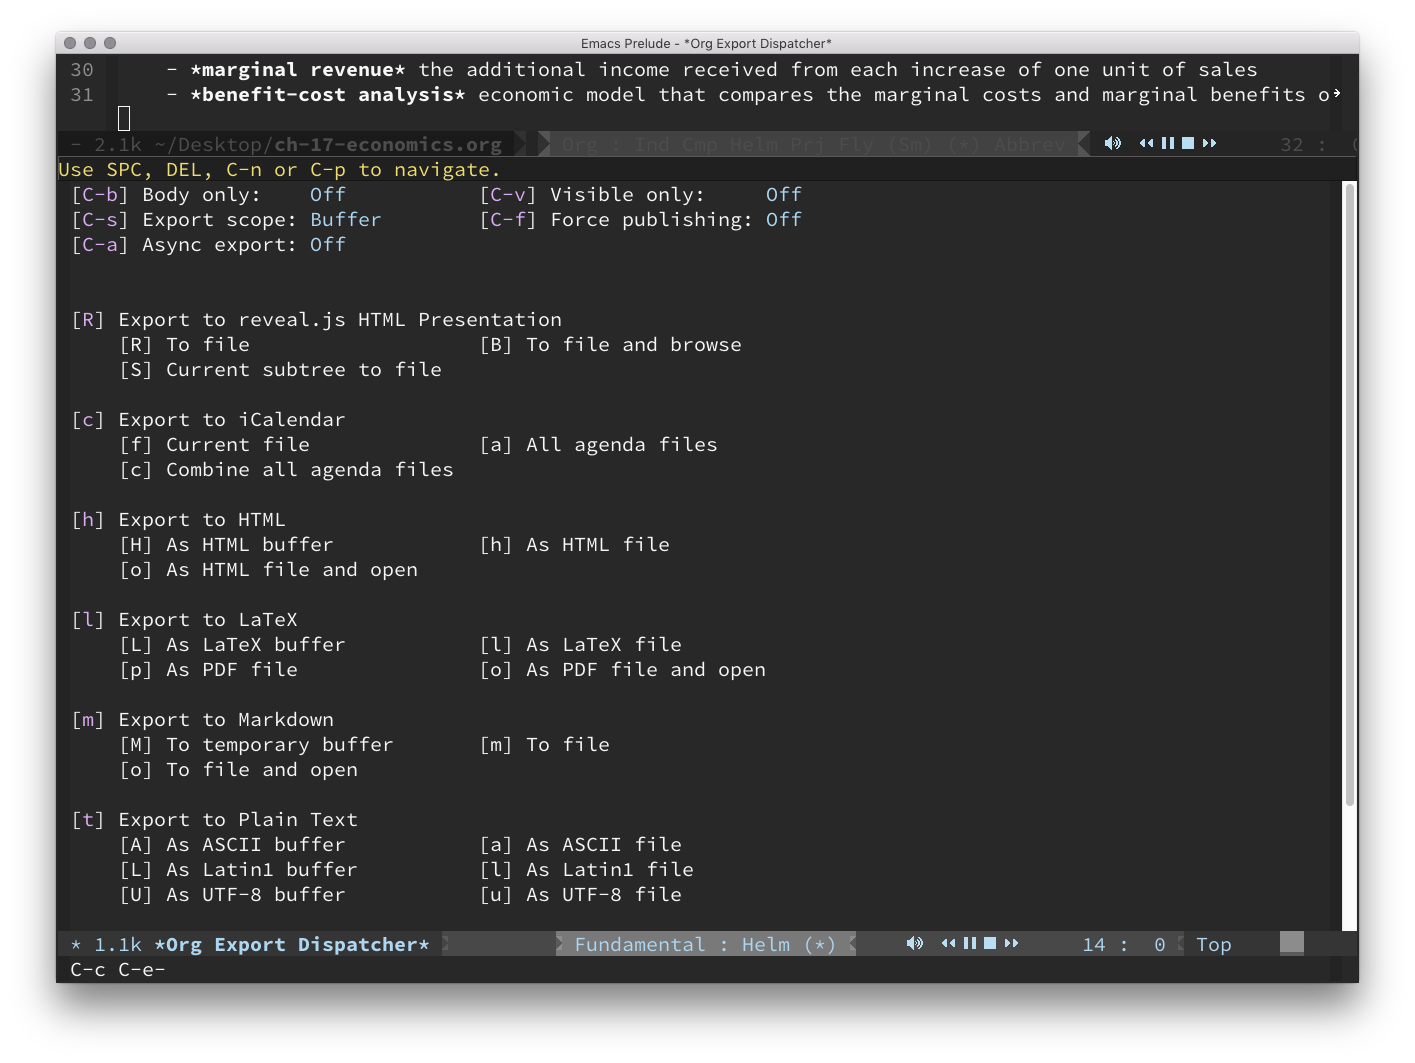 Emacs Prelude - *Org Export Dispatcher*
30 - *marginal revenue* the additional income received from each increase of one unit of sales
31 - *benefit-cost analysis* economic model that compares the marginal costs and marginal benefits o
- 2.1k ~/Desktop/ch-17-economics.org Org : Ind Cmp Helm Prj Fly (Sm) (*) Abbrev 32 :
Use SPC, DEL, C-n or C-p to navigate.
[C-b] Body only: Off [C-v] Visible only: Off
[C-s] Export scope: Buffer [C-f] Force publishing: Off
[C-a] Async export: Off
[R] Export to reveal.js HTML Presentation
[R] To file [B] To file and browse
[S] Current subtree to file
[c] Export to iCalendar
[f] Current file [a] All agenda files
[c] Combine all agenda files
[h] Export to HTML
[H] As HTML buffer [h] As HTML file
[o] As HTML file and open
[l] Export to LaTeX
[L] As LaTeX buffer [l] As LaTeX file
[p] As PDF file [o] As PDF file and open
[m] Export to Markdown
[M] To temporary buffer [m] To file
[o] To file and open
[t] Export to Plain Text
[A] As ASCII buffer [a] As ASCII file
[L] As Latin1 buffer [l] As Latin1 file
[U] As UTF-8 buffer [u] As UTF-8 file
* 1.1k *Org Export Dispatcher* Fundamental : Helm (*) 14 : 0 Top
C-c C-e-